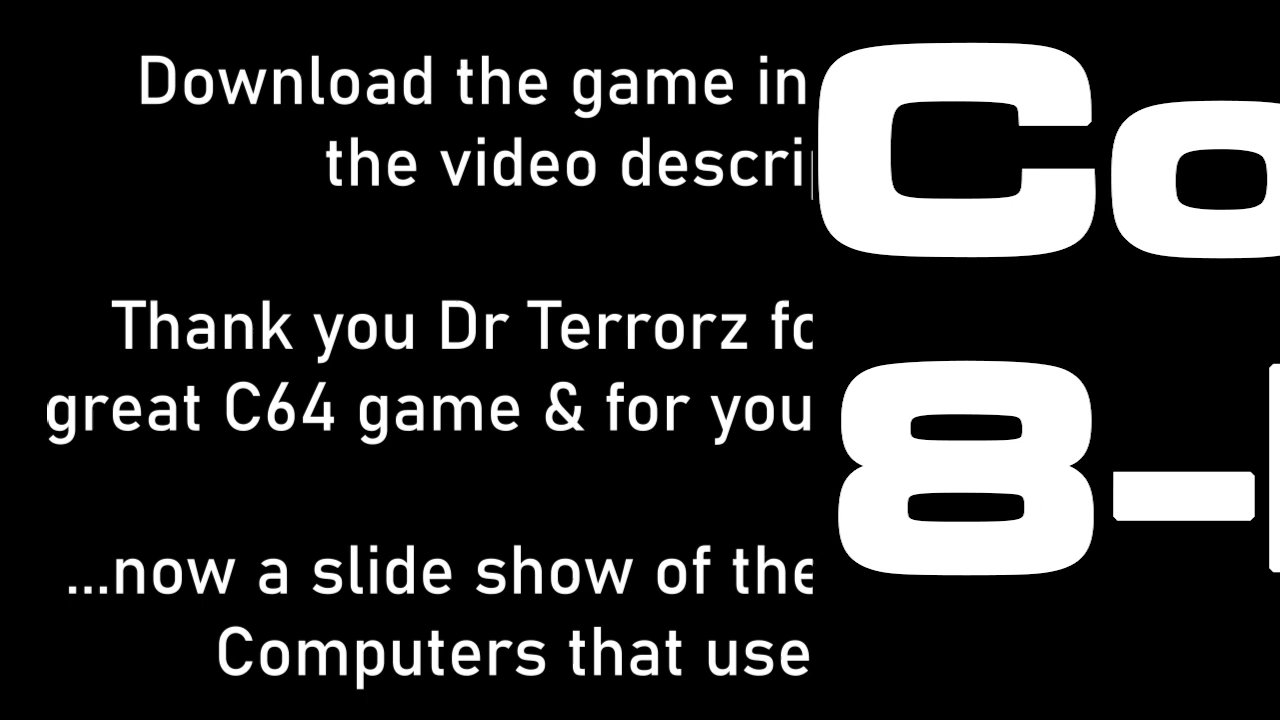 Download the game in
the video descri
Thank you Dr Terrorz fo
great C64 game & for you
...now a slide show of the
Computers that use
Co
8-